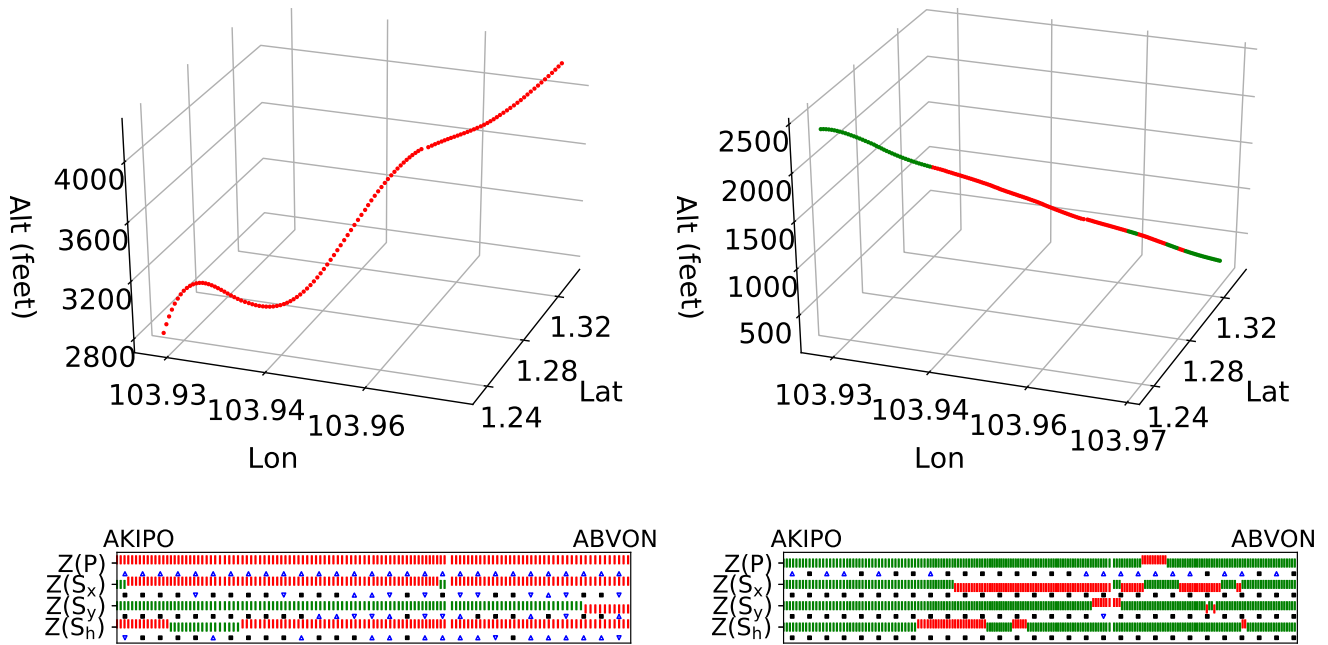 4000
3600
3200
2800
Alt (feet)
103.93
103.94
103.96
Lon
1.32
1.28
1.24
Lat
2500
2000
1500
1000
500
Alt (feet)
103.93
103.94
103.96
103.97
Lon
1.32
1.28
1.24
Lat
AKIPO ABVON
Z(P)
Z(Sx)
Z(Sy)
Z(Sh)
AKIPO ABVON
Z(P)
Z(Sx)
Z(Sy)
Z(Sh)